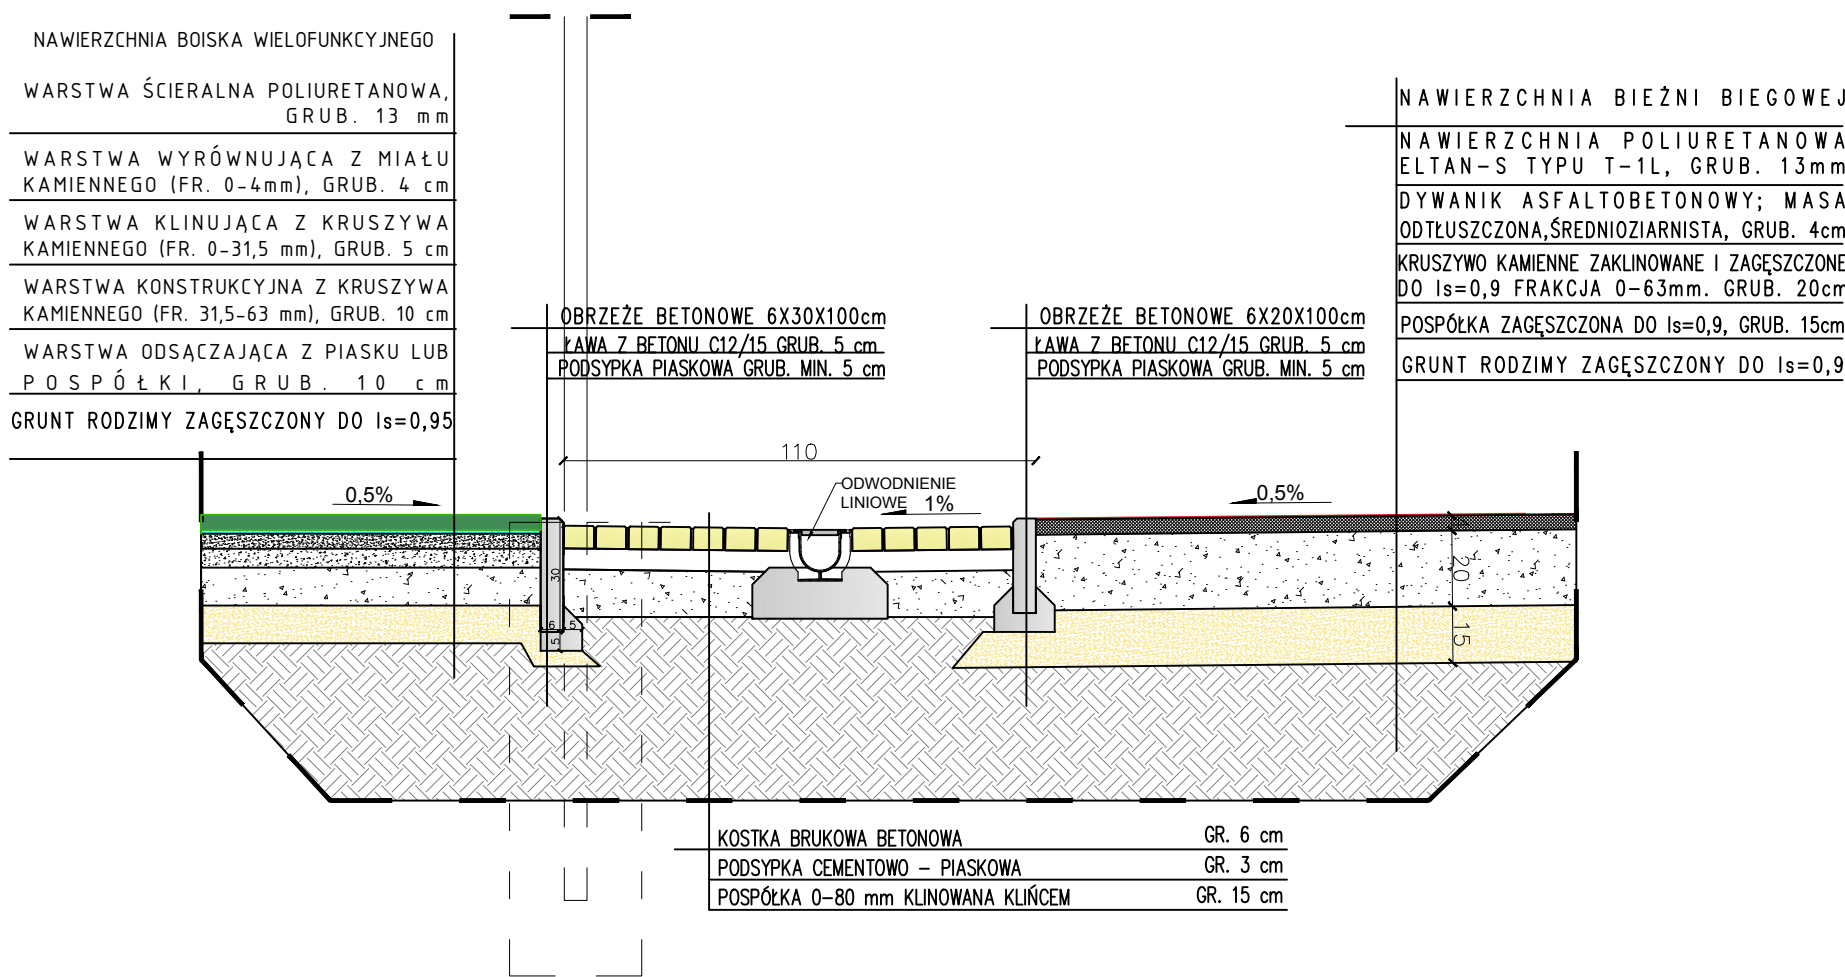 NAWIERZCHNIA BOISKA WIELOFUNKCYJNEGO
WARSTWA ŚCIERALNA POLIURETANOWA,
GRUB. 13 mm
WARSTWA WYRÓWNUJĄCA Z MIAŁU
KAMIENNEGO (FR. 0-4mm), GRUB. 4 cm
WARSTWA KLINUJĄCA Z KRUSZYWA
KAMIENNEGO (FR. 0-31,5 mm), GRUB. 5 cm
WARSTWA KONSTRUKCYJNA Z KRUSZYWA
KAMIENNEGO (FR. 31,5-63 mm), GRUB. 10 cm
WARSTWA ODSĄCZAJĄCA Z PIASKU LUB
POSPÓŁKI, GRUB. 10 cm
GRUNT RODZIMY ZAGĘSZCZONY DO Is=0,95
OBRZEŻE BETONOWE 6X30X100cm
ŁAWA Z BETONU C12/15 GRUB. 5 cm
PODSYPKA PIASKOWA GRUB. MIN. 5 cm
OBRZEŻE BETONOWE 6X20X100cm
ŁAWA Z BETONU C12/15 GRUB. 5 cm
PODSYPKA PIASKOWA GRUB. MIN. 5 cm
NAWIERZCHNIA BIEŻNI BIEGOWEJ
NAWIERZCHNIA POLIURETANOWA
ELTAN-S TYPU T-1L, GRUB. 13mm
DYWANIK ASFALTOBETONOWY; MASA
ODTŁUSZCZONA,ŚREDNIOZIARNISTA, GRUB. 4cm
KRUSZYWO KAMIENNE ZAKLINOWANE I ZAGĘSZCZONE
DO Is=0,9 FRAKCJA 0-63mm. GRUB. 20cm
POSPÓŁKA ZAGĘSZCZONA DO Is=0,9, GRUB. 15cm
GRUNT RODZIMY ZAGĘSZCZONY DO Is=0,9
110
0,5%
ODWODNIENIE
LINIOWE
1%
0,5%
30
6
5
5
4
20
15
KOSTKA BRUKOWA BETONOWA GR. 6 cm
PODSYPKA CEMENTOWO - PIASKOWA GR. 3 cm
POSPÓŁKA 0-80 mm KLINOWANA KLIŃCEM GR. 15 cm